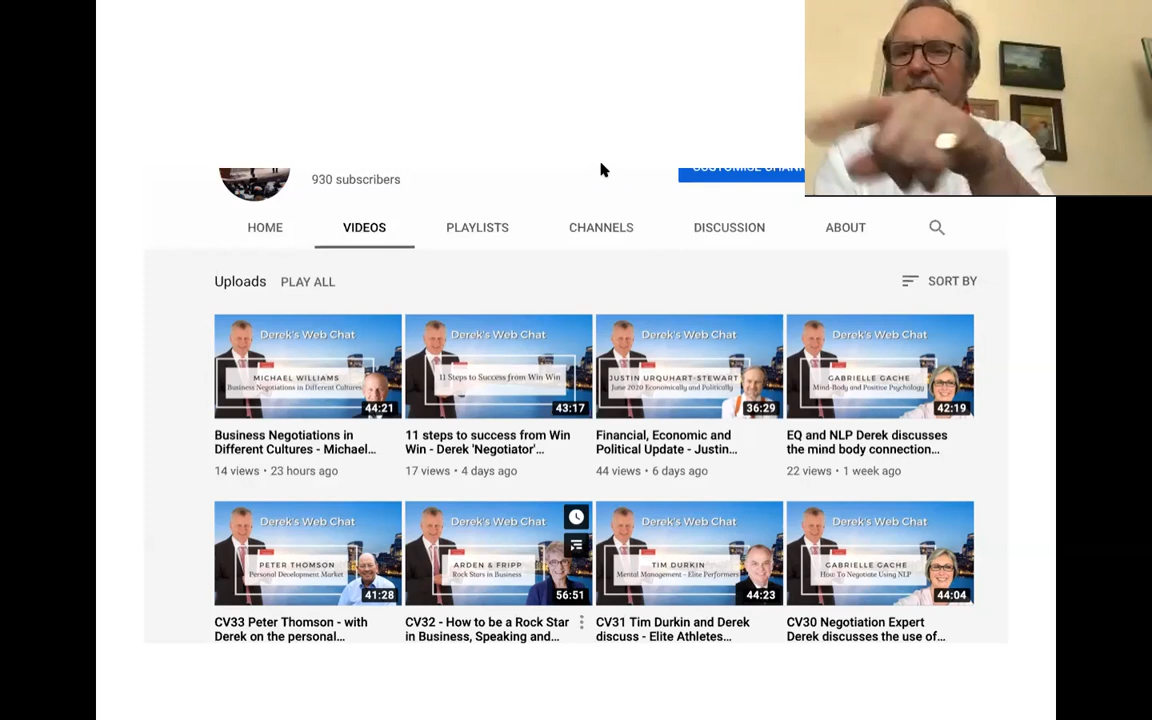 930 subscribers
CUSTOMISE CHAN
HOME VIDEOS PLAYLISTS CHANNELS DISCUSSION ABOUT
Uploads PLAY ALL SORT BY
Derek's Web Chat
MICHAEL WILLIAMS
Business Negotiations in Different Cultures
44:21
Business Negotiations in
Different Cultures - Michael...
14 views • 23 hours ago
Derek's Web Chat
11 Steps to Success from Win Win
43:17
11 steps to success from Win
Win - Derek 'Negotiator'...
17 views • 4 days ago
Derek's Web Chat
JUSTIN URQUHART-STEWART
June 2020 Economically and Politically
36:29
Financial, Economic and
Political Update - Justin...
44 views • 6 days ago
Derek's Web Chat
GABRIELLE GACHE
Mind-Body and Positive Psychology
42:19
EQ and NLP Derek discusses
the mind body connection...
22 views • 1 week ago
Derek's Web Chat
PETER THOMSON
Personal Development Market
41:28
CV33 Peter Thomson - with
Derek on the personal...
Derek's Web Chat
ARDEN & FRIPP
Rock Stars in Business
56:51
CV32 - How to be a Rock Star
in Business, Speaking and...
Derek's Web Chat
TIM DURKIN
Mental Management - Elite Performers
44:23
CV31 Tim Durkin and Derek
discuss - Elite Athletes...
Derek's Web Chat
GABRIELLE GACHE
How To Negotiate Using NLP
44:04
CV30 Negotiation Expert
Derek discusses the use of...